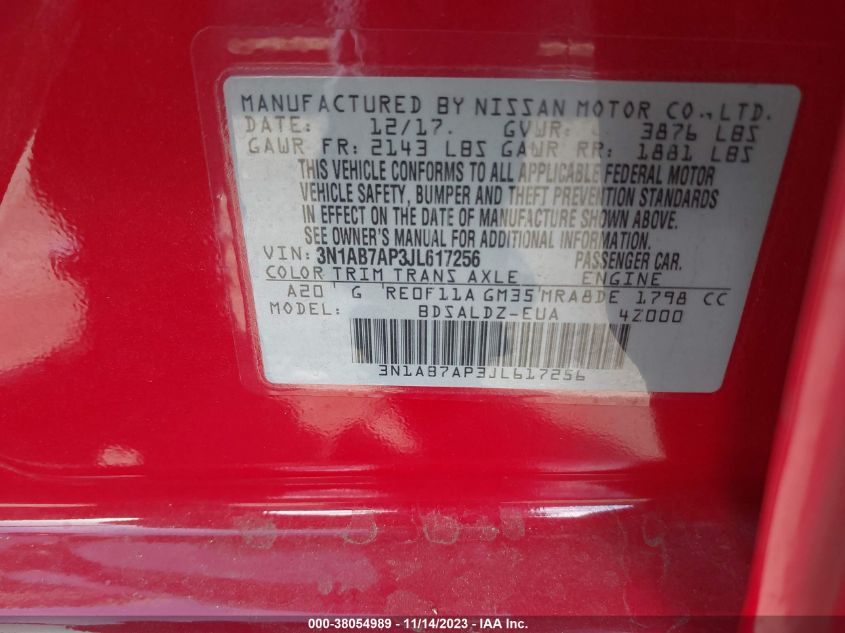 MANUFACTURED BY NISSAN MOTOR CO., LTD.
DATE: 12/17. GVWR: 3876 LBS
GAWR FR: 2143 LBS GAWR RR: 1881 LBS
THIS VEHICLE CONFORMS TO ALL APPLICABLE FEDERAL MOTOR
VEHICLE SAFETY, BUMPER AND THEFT PREVENTION STANDARDS
IN EFFECT ON THE DATE OF MANUFACTURE SHOWN ABOVE.
SEE OWNER'S MANUAL FOR ADDITIONAL INFORMATION.
VIN: 3N1AB7AP3JL617256 PASSENGER CAR.
COLOR TRIM TRANS AXLE ENGINE
A20 G RE0F11A GM35 MRA8DE 1798 CC
MODEL: BDSALDZ-EUA 4Z000
3N1AB7AP3JL617256
000-38054989 - 11/14/2023 - IAAI.com